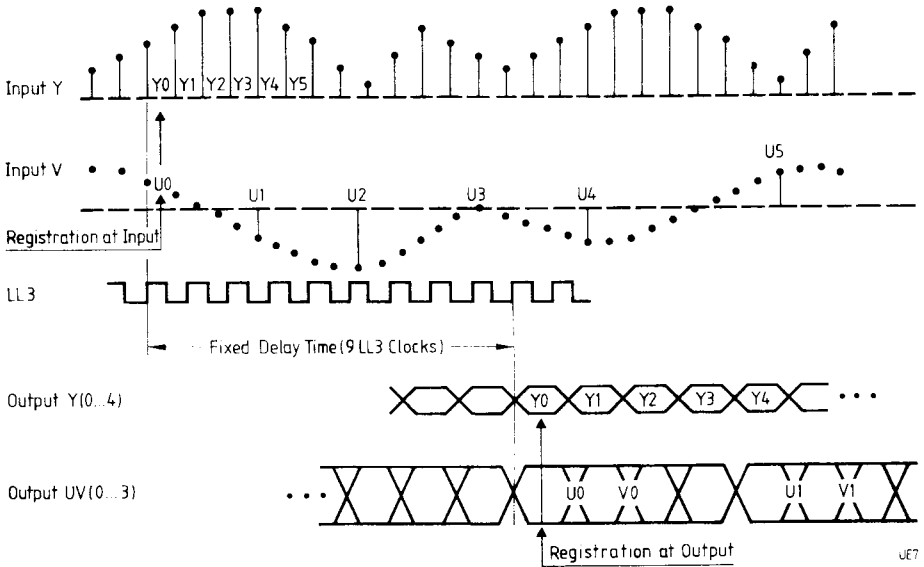 Input Y
Y0 Y1 Y2 Y3 Y4 Y5
Input V
U0 U1 U2 U3 U4 U5
Registration at Input
LL3
Fixed Delay Time (9 LL3 Clocks)
Output Y(0...4)
Y0 Y1 Y2 Y3 Y4 ...
Output UV(0...3)
... U0 V0 U1 V1
Registration at Output
UE7